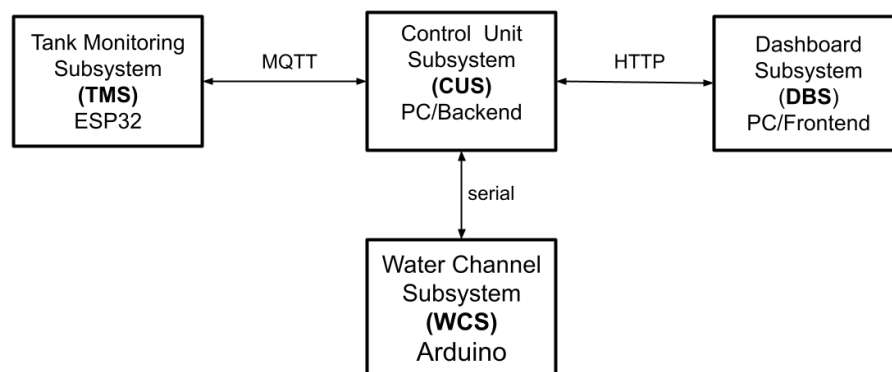 Tank Monitoring
Subsystem
(TMS)
ESP32
MQTT
Control Unit
Subsystem
(CUS)
PC/Backend
HTTP
Dashboard
Subsystem
(DBS)
PC/Frontend
serial
Water Channel
Subsystem
(WCS)
Arduino